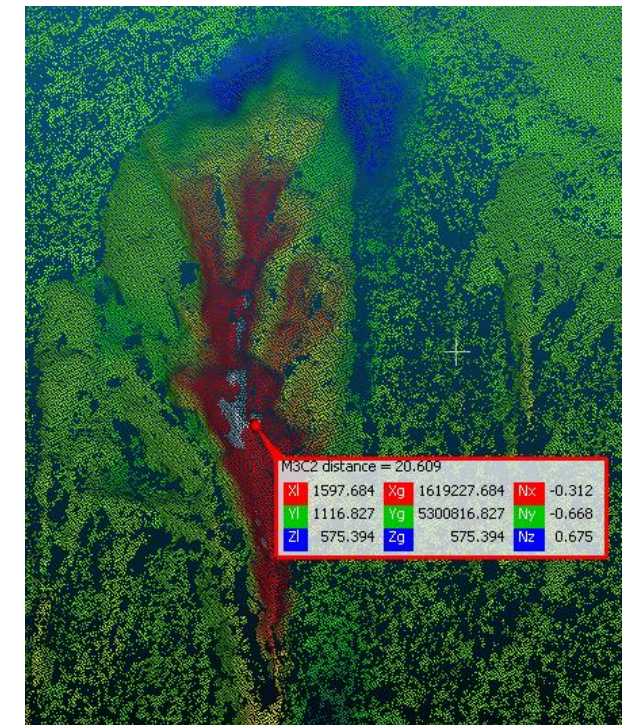 M3C2 distance = 20.609
Xl 1597.684 Xg 1619227.684 Nx -0.312
Yl 1116.827 Yg 5300816.827 Ny -0.668
Zl 575.394 Zg 575.394 Nz 0.675